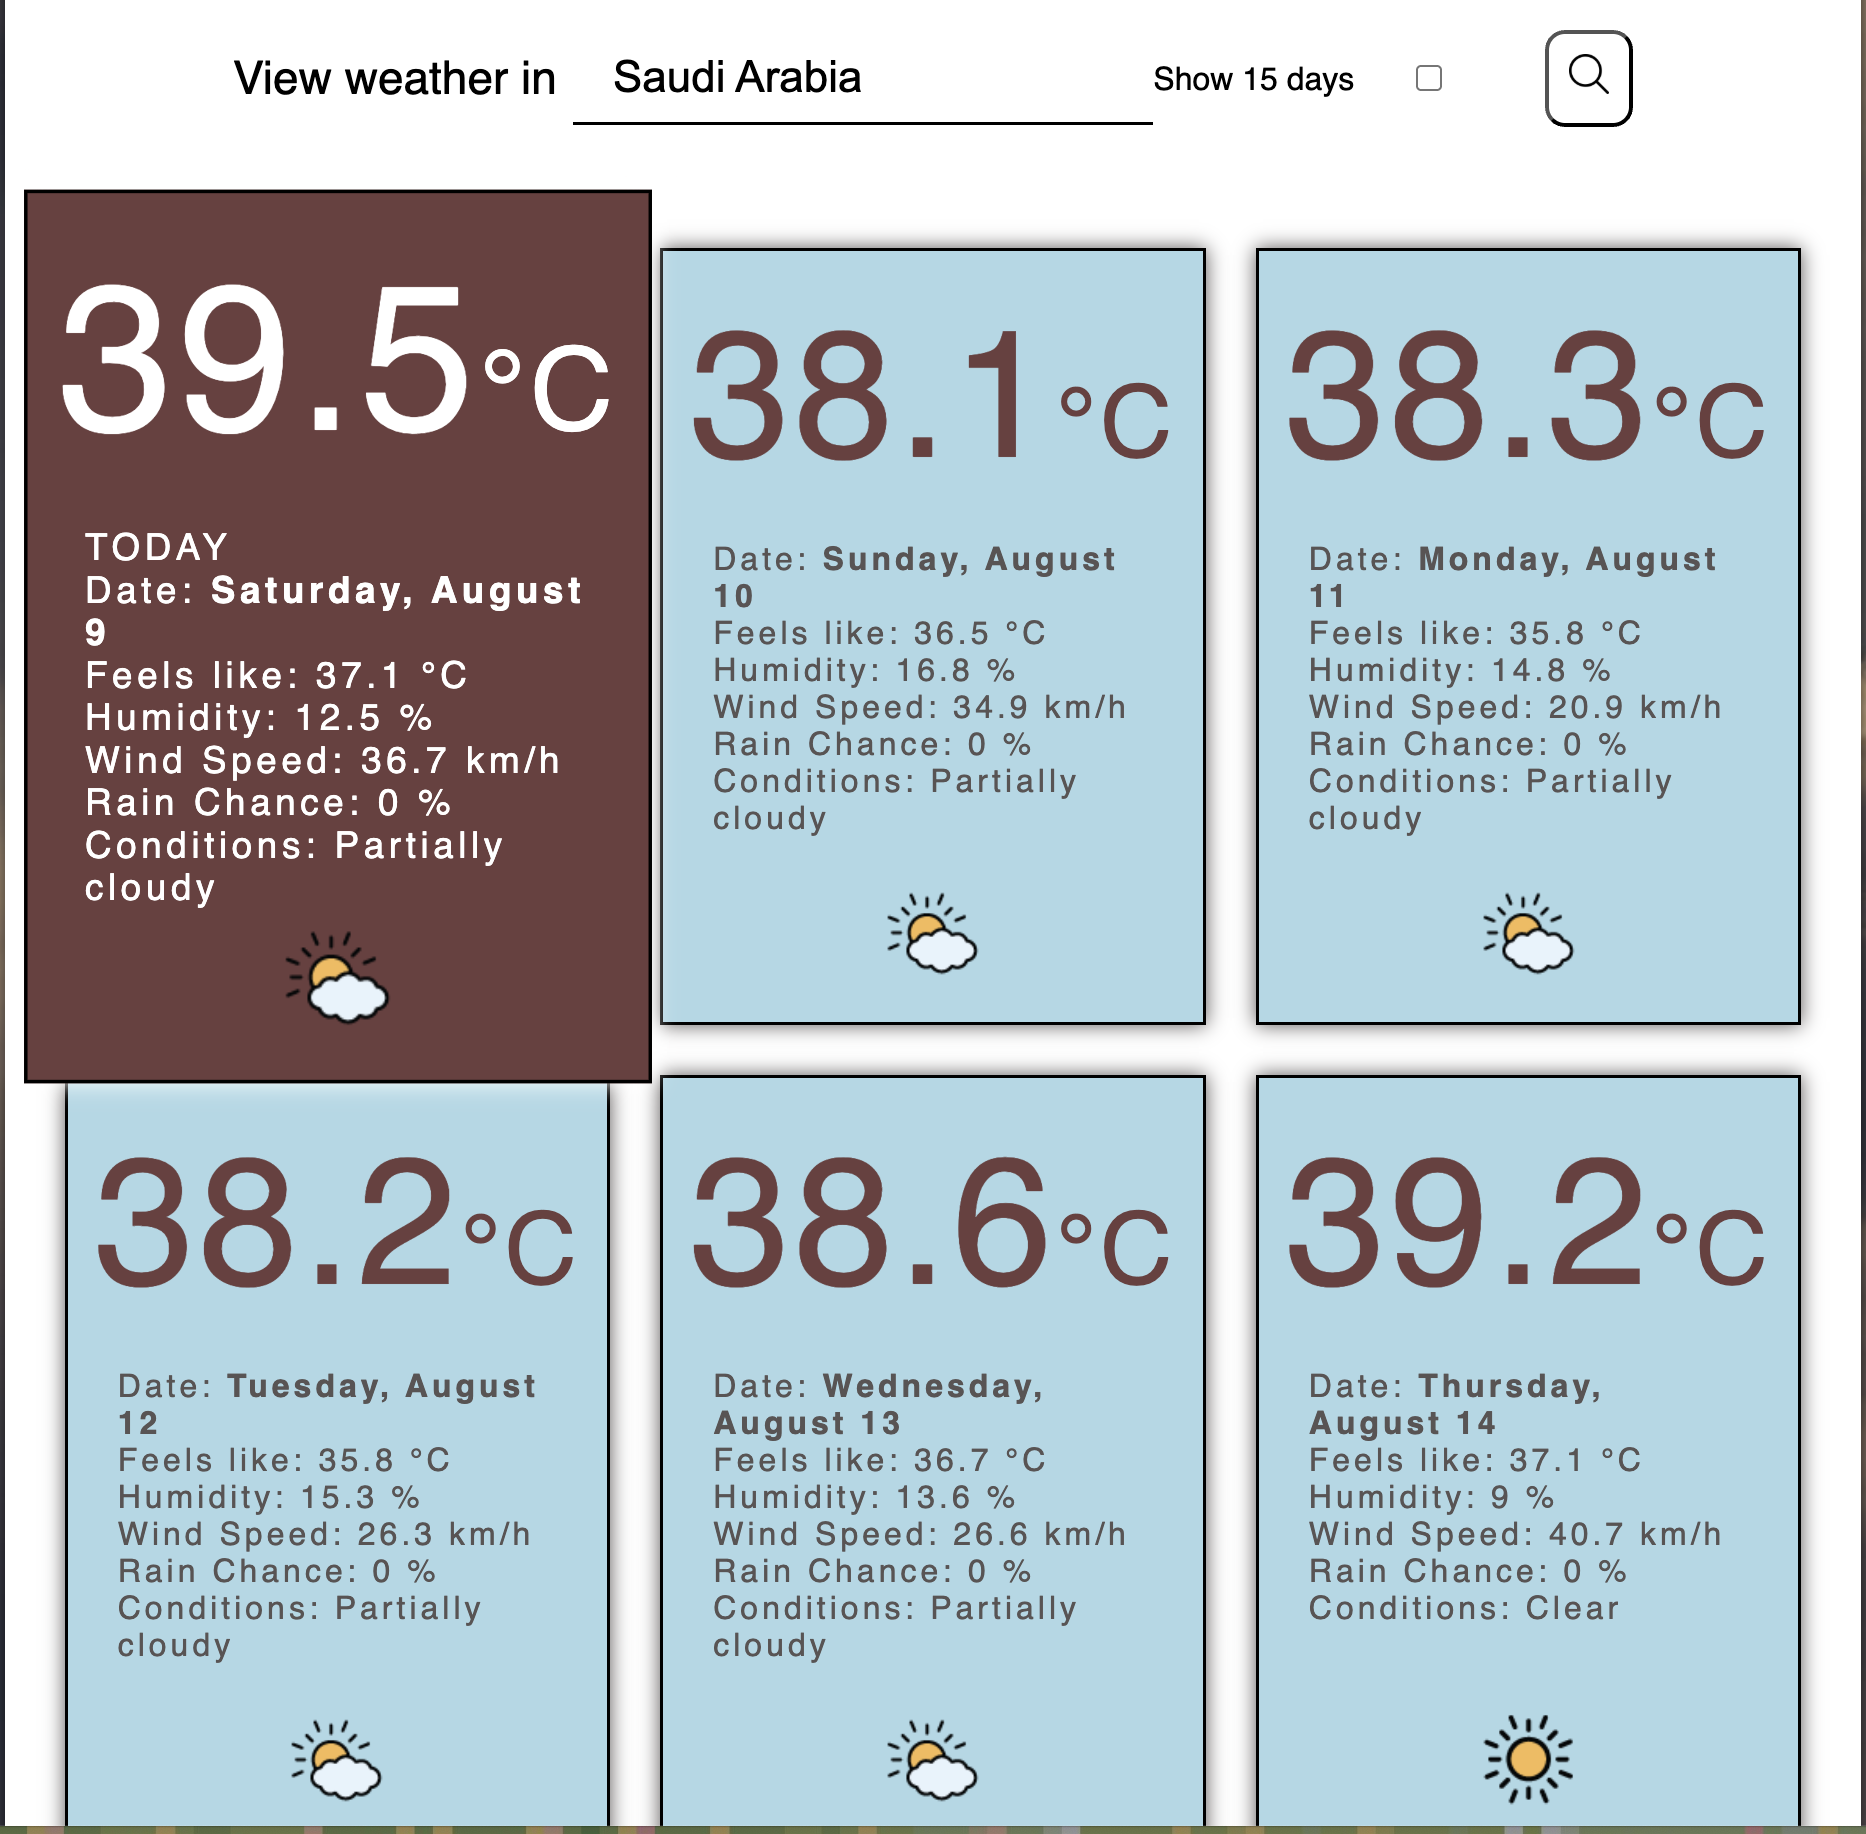 View weather in Saudi Arabia Show 15 days
39.5°C
TODAY
Date: Saturday, August
9
Feels like: 37.1 °C
Humidity: 12.5 %
Wind Speed: 36.7 km/h
Rain Chance: 0 %
Conditions: Partially
cloudy
38.1°C
Date: Sunday, August
10
Feels like: 36.5 °C
Humidity: 16.8 %
Wind Speed: 34.9 km/h
Rain Chance: 0 %
Conditions: Partially
cloudy
38.3°C
Date: Monday, August
11
Feels like: 35.8 °C
Humidity: 14.8 %
Wind Speed: 20.9 km/h
Rain Chance: 0 %
Conditions: Partially
cloudy
38.2°C
Date: Tuesday, August
12
Feels like: 35.8 °C
Humidity: 15.3 %
Wind Speed: 26.3 km/h
Rain Chance: 0 %
Conditions: Partially
cloudy
38.6°C
Date: Wednesday,
August 13
Feels like: 36.7 °C
Humidity: 13.6 %
Wind Speed: 26.6 km/h
Rain Chance: 0 %
Conditions: Partially
cloudy
39.2°C
Date: Thursday,
August 14
Feels like: 37.1 °C
Humidity: 9 %
Wind Speed: 40.7 km/h
Rain Chance: 0 %
Conditions: Clear